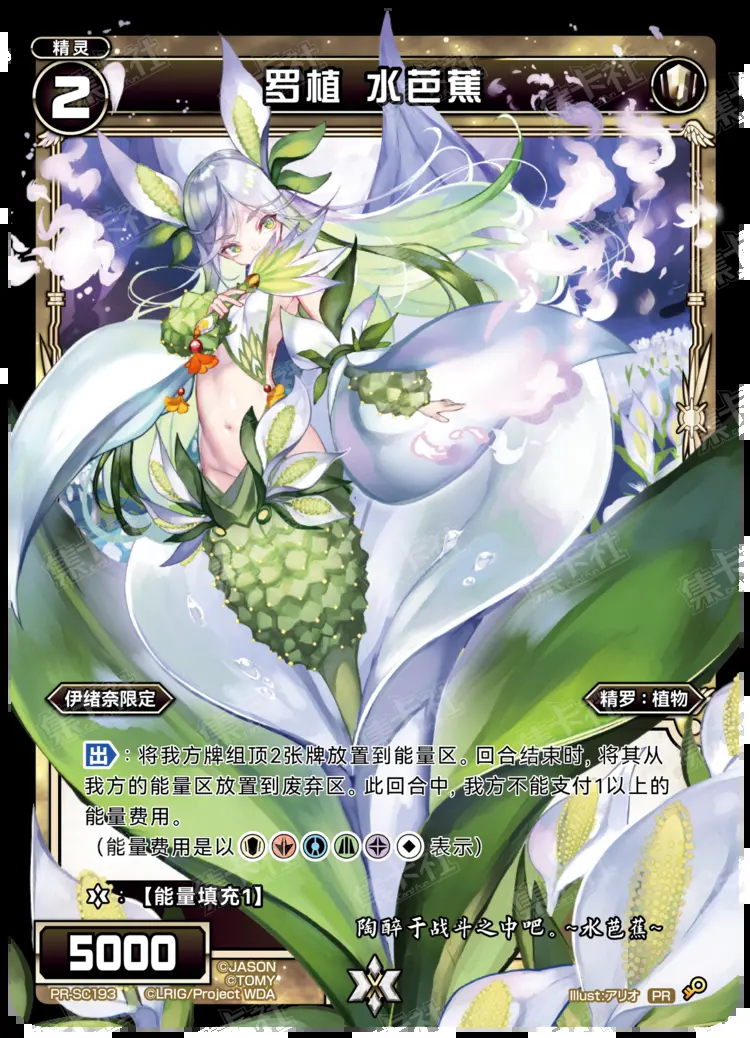 精灵
2
罗植 水芭蕉
伊绪奈限定
精罗：植物
出：将我方牌组顶2张牌放置到能量区。回合结束时，将其从
我方的能量区放置到废弃区。此回合中，我方不能支付1以上的
能量费用。
（能量费用是以 表示）
：【能量填充1】
陶醉于战斗之中吧。~水芭蕉~
5000
©JASON
©TOMY
PR-SC193 ©LRIG/Project WDA
Illust:アリオ PR
集卡社